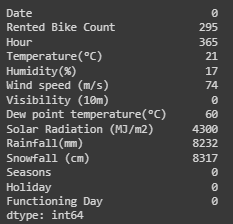 Date 0
Rented Bike Count 295
Hour 365
Temperature(°C) 21
Humidity(%) 17
Wind speed (m/s) 74
Visibility (10m) 0
Dew point temperature(°C) 60
Solar Radiation (MJ/m2) 4300
Rainfall(mm) 8232
Snowfall (cm) 8317
Seasons 0
Holiday 0
Functioning Day 0
dtype: int64